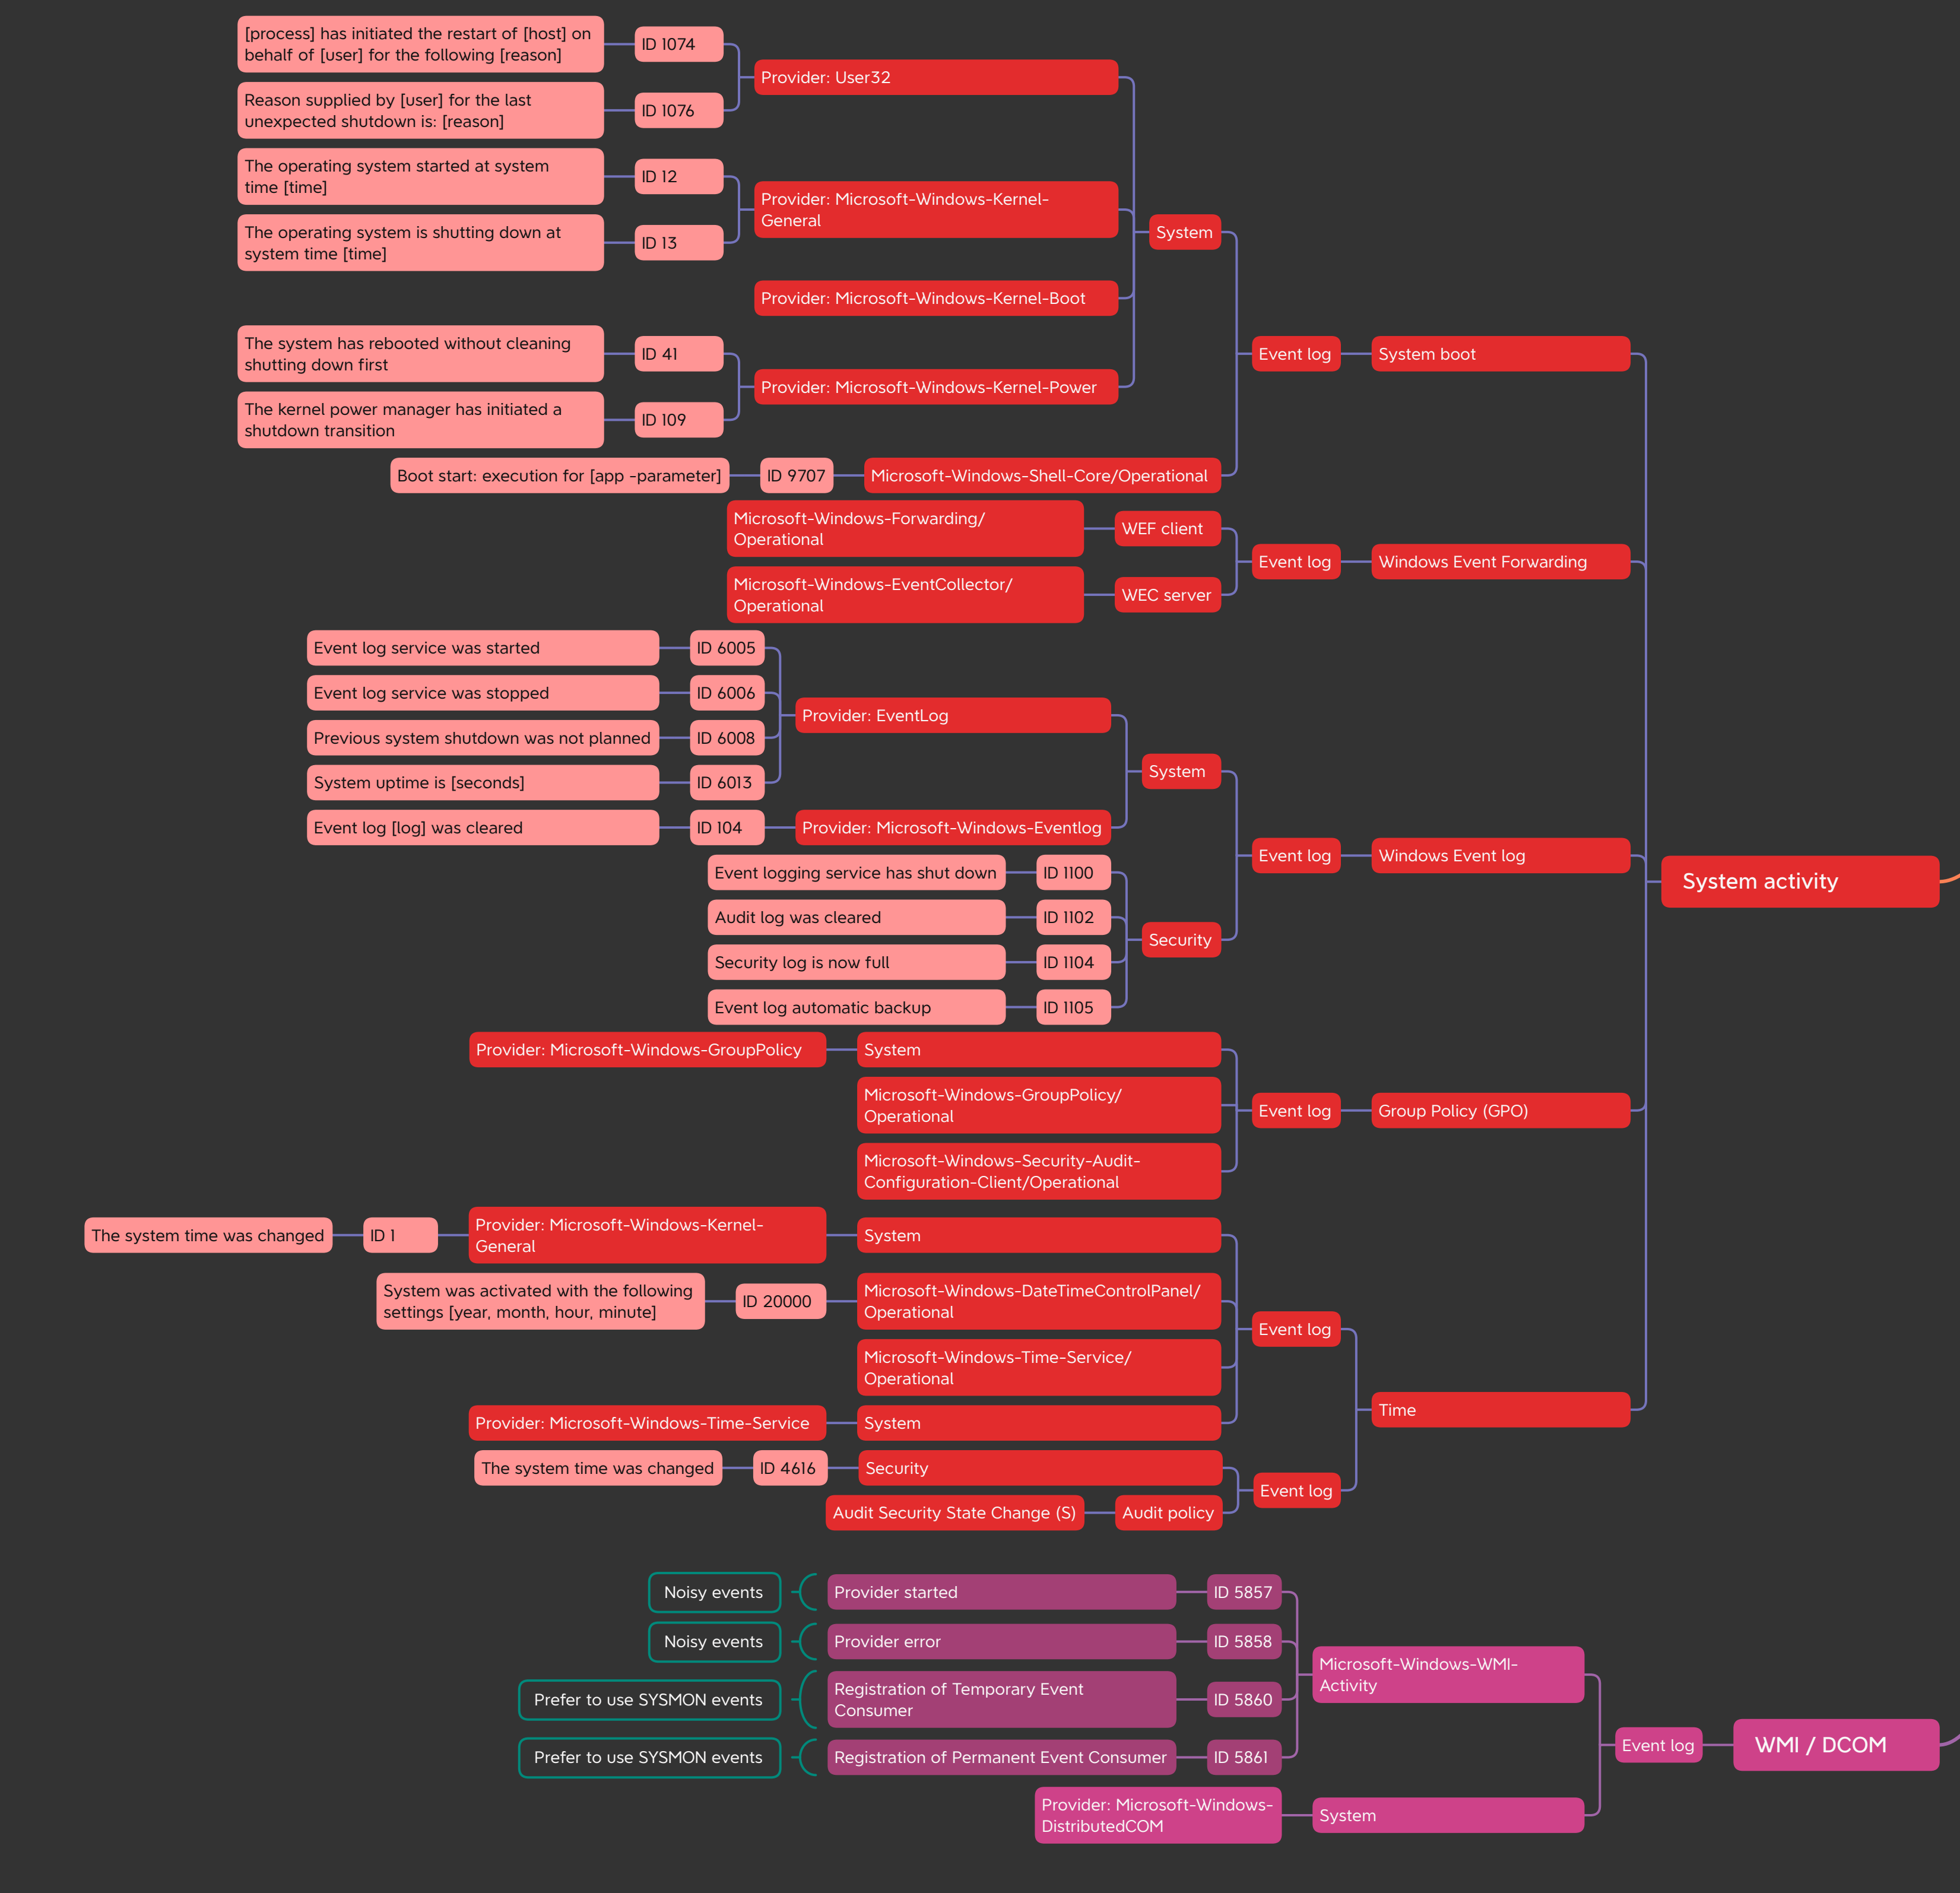 [process] has initiated the restart of [host] on
behalf of [user] for the following [reason]
ID 1074
Provider: User32
Reason supplied by [user] for the last
unexpected shutdown is: [reason]
ID 1076
The operating system started at system
time [time]
ID 12
Provider: Microsoft-Windows-Kernel-
General
The operating system is shutting down at
system time [time]
ID 13
System
Provider: Microsoft-Windows-Kernel-Boot
The system has rebooted without cleaning
shutting down first
ID 41
Event log
System boot
Provider: Microsoft-Windows-Kernel-Power
The kernel power manager has initiated a
shutdown transition
ID 109
Boot start: execution for [app -parameter]
ID 9707
Microsoft-Windows-Shell-Core/Operational
Microsoft-Windows-Forwarding/
Operational
WEF client
Event log
Windows Event Forwarding
Microsoft-Windows-EventCollector/
Operational
WEC server
Event log service was started
ID 6005
Event log service was stopped
ID 6006
Provider: EventLog
Previous system shutdown was not planned
ID 6008
System
System uptime is [seconds]
ID 6013
Event log [log] was cleared
ID 104
Provider: Microsoft-Windows-Eventlog
Event log
Windows Event log
Event logging service has shut down
ID 1100
System activity
Audit log was cleared
ID 1102
Security
Security log is now full
ID 1104
Event log automatic backup
ID 1105
Provider: Microsoft-Windows-GroupPolicy
System
Microsoft-Windows-GroupPolicy/
Operational
Event log
Group Policy (GPO)
Microsoft-Windows-Security-Audit-
Configuration-Client/Operational
The system time was changed
ID 1
Provider: Microsoft-Windows-Kernel-
General
System
System was activated with the following
settings [year, month, hour, minute]
ID 20000
Microsoft-Windows-DateTimeControlPanel/
Operational
Event log
Microsoft-Windows-Time-Service/
Operational
Provider: Microsoft-Windows-Time-Service
System
Time
The system time was changed
ID 4616
Security
Event log
Audit Security State Change (S)
Audit policy
Noisy events
Provider started
ID 5857
Noisy events
Provider error
ID 5858
Microsoft-Windows-WMI-
Activity
Prefer to use SYSMON events
Registration of Temporary Event
Consumer
ID 5860
Prefer to use SYSMON events
Registration of Permanent Event Consumer
ID 5861
Event log
WMI / DCOM
Provider: Microsoft-Windows-
DistributedCOM
System